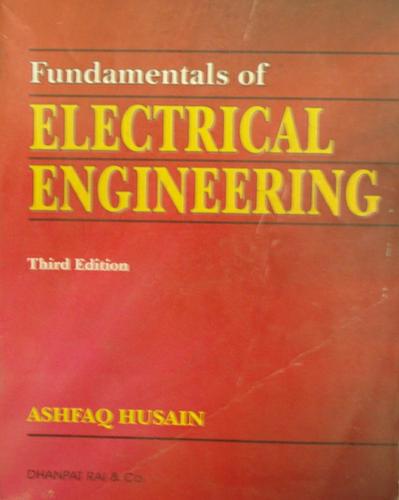 Fundamentals of
ELECTRICAL
ENGINEERING
Third Edition
ASHFAQ HUSAIN
DHANPAT RAI & Co.